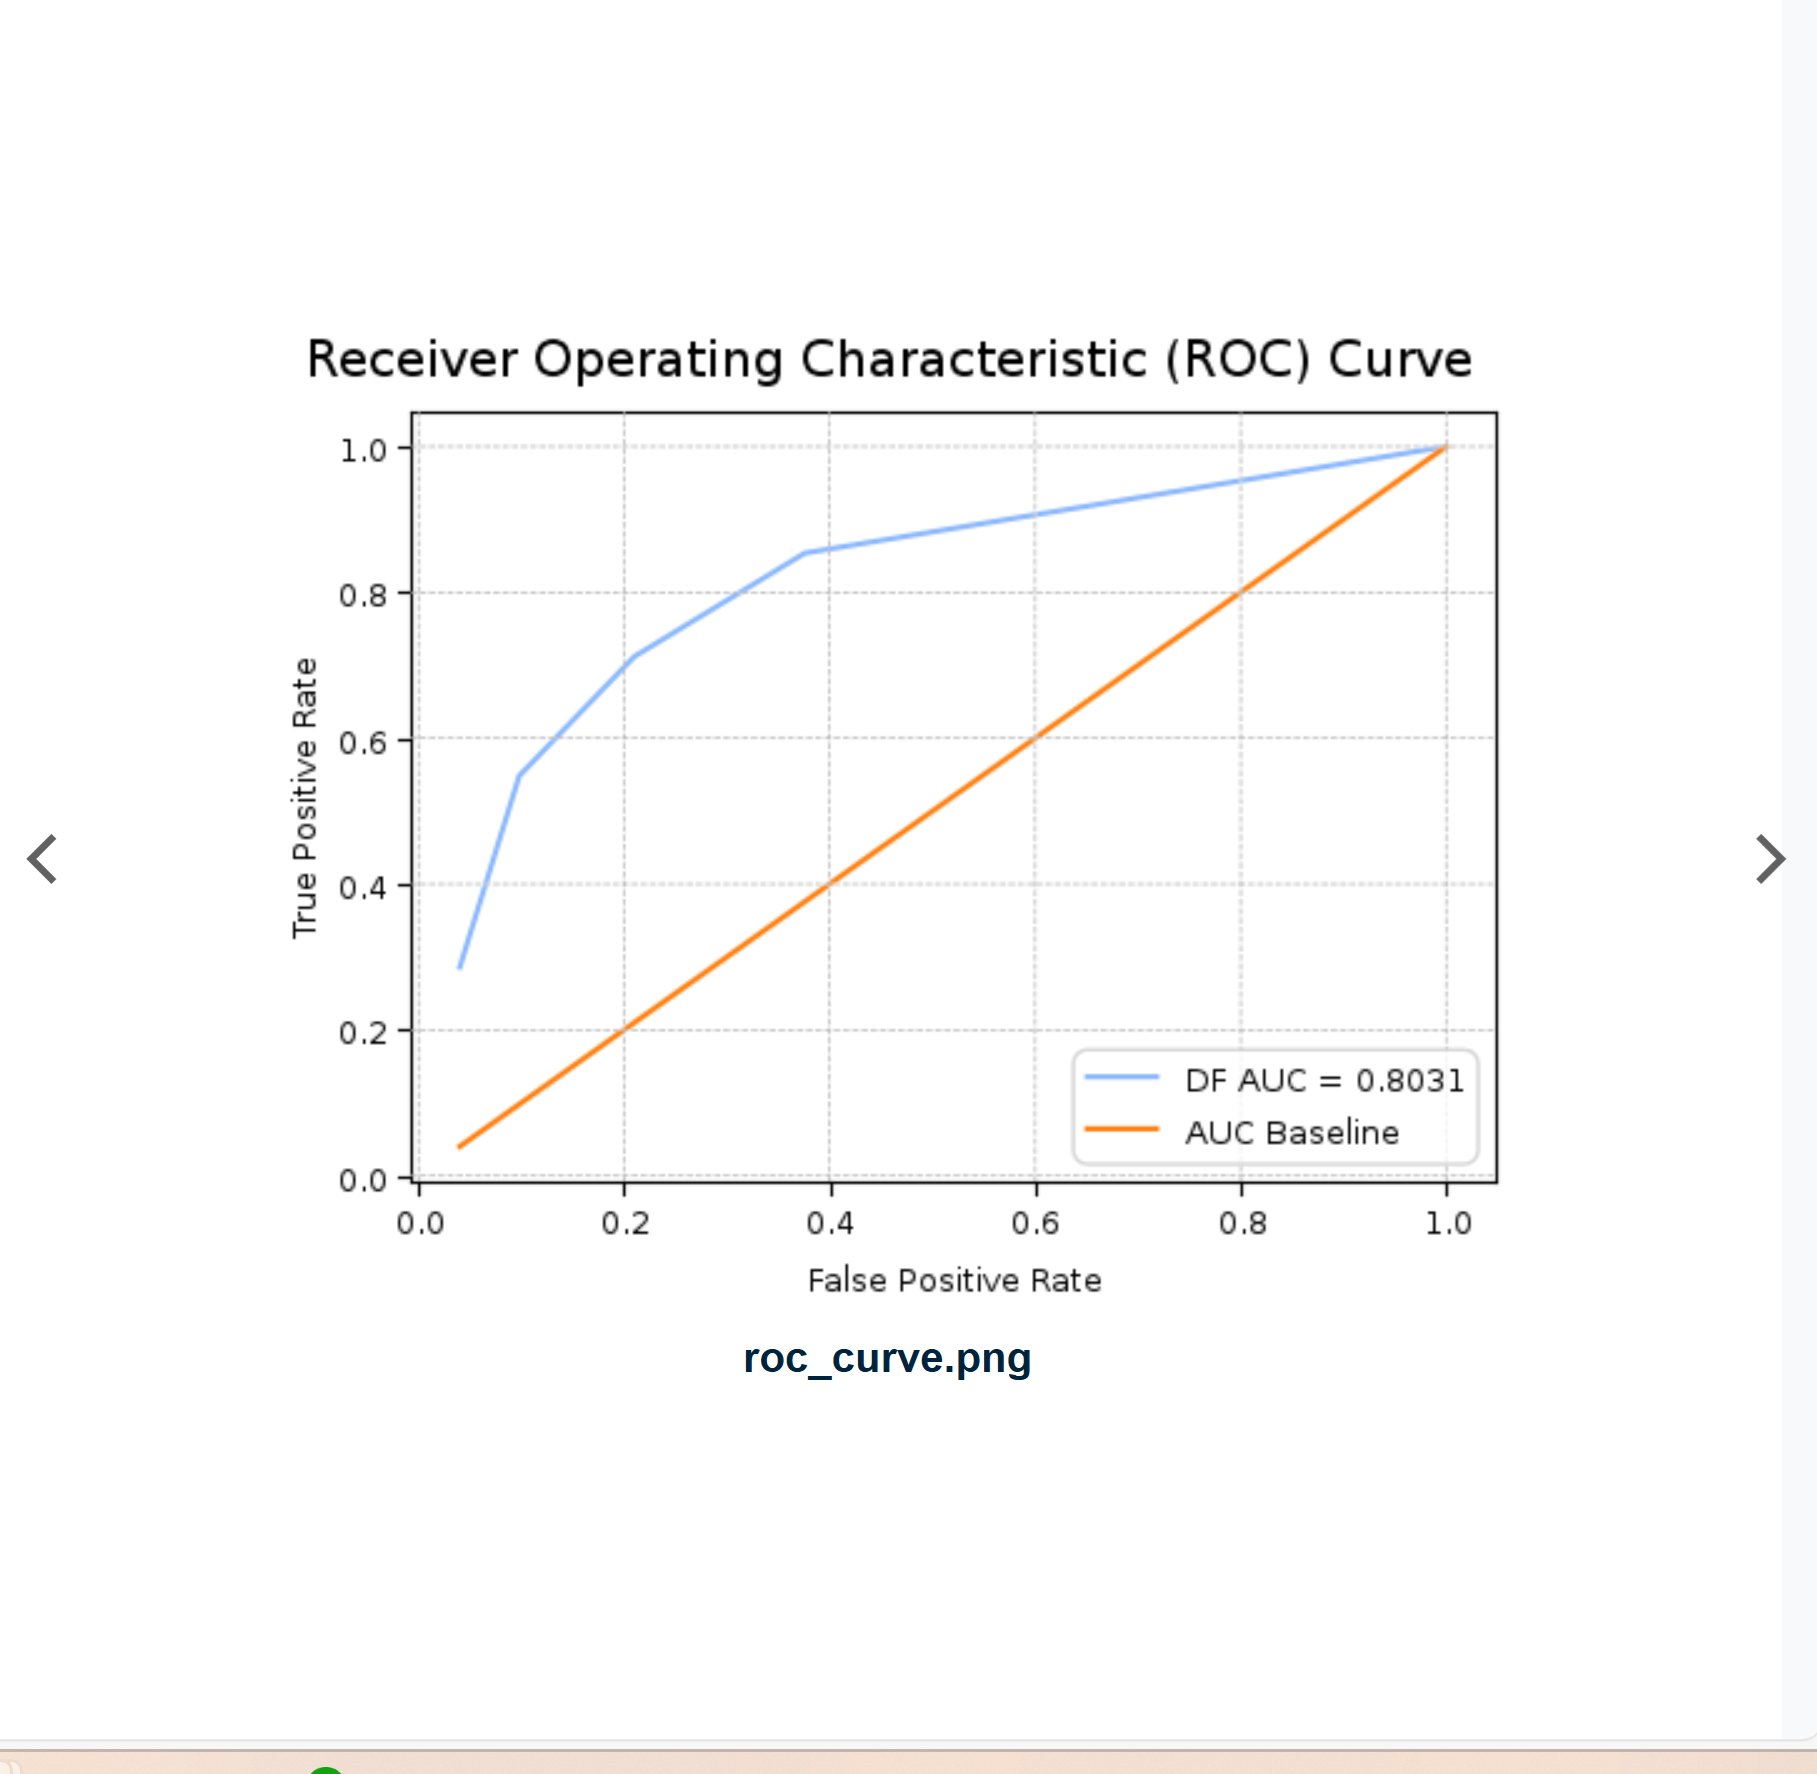 Receiver Operating Characteristic (ROC) Curve
1.0
0.8
0.6
0.4
0.2
0.0
True Positive Rate
DF AUC = 0.8031
AUC Baseline
0.0 0.2 0.4 0.6 0.8 1.0
False Positive Rate
roc_curve.png